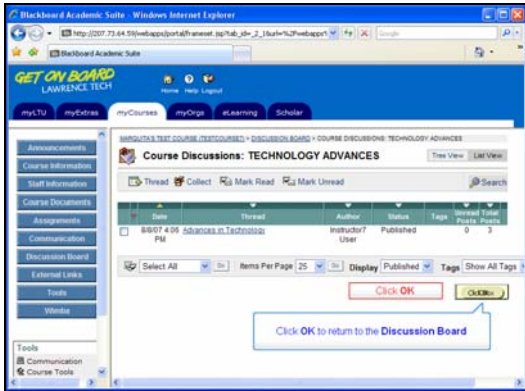 Blackboard Academic Suite - Windows Internet Explorer
Google
Blackboard Academic Suite
GET ON BOARD
LAWRENCE TECH
Home Help Logout
myLTU myExtras myCourses myOrgs eLearning Scholar
MARQUITA'S TEST COURSE (TESTCOURSE7) > DISCUSSION BOARD > COURSE DISCUSSIONS: TECHNOLOGY ADVANCES
Course Discussions: TECHNOLOGY ADVANCES
Tree View List View
Thread Collect Mark Read Mark Unread Search
Date Thread Author Status Tags Unread Posts Total Posts
8/8/07 4:05 PM Advances in Technology Instructor7 User Published 0 3
Select All Go Items Per Page 25 Go Display Published Tags Show All Tags
Click OK
Click OK to return to the Discussion Board
Announcements
Course Information
Staff Information
Course Documents
Assignments
Communication
Discussion Board
External Links
Tools
Wimba
Tools
Communication
Course Tools